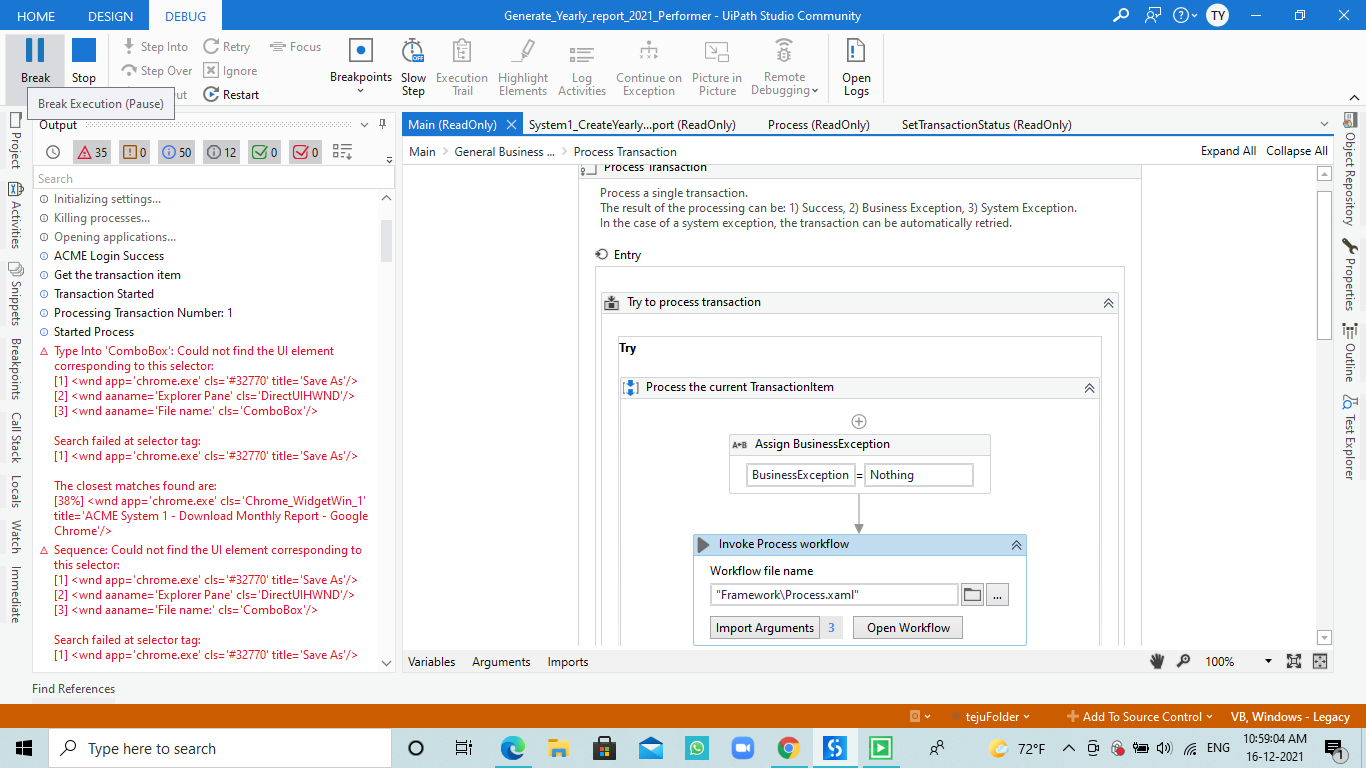 HOME DESIGN DEBUG Generate_Yearly_report_2021_Performer - UiPath Studio Community TY
Break Stop
Step Into Retry Focus
Step Over Ignore
Restart
Breakpoints Slow Step Execution Trail Highlight Elements Log Activities Continue on Exception Picture in Picture Remote Debugging Open Logs
Break Execution (Pause)
Project
Activities
Snippets
Breakpoints
Call Stack
Locals
Watch
Immediate
Output
35 0 50 12 0 0
Search
Initializing settings...
Killing processes...
Opening applications...
ACME Login Success
Get the transaction item
Transaction Started
Processing Transaction Number: 1
Started Process
Type Into 'ComboBox': Could not find the UI element
corresponding to this selector:
[1] <wnd app='chrome.exe' cls='#32770' title='Save As'/>
[2] <wnd aaname='Explorer Pane' cls='DirectUIHWND'/>
[3] <wnd aaname='File name:' cls='ComboBox'/>
Search failed at selector tag:
[1] <wnd app='chrome.exe' cls='#32770' title='Save As'/>
The closest matches found are:
[38%] <wnd app='chrome.exe' cls='Chrome_WidgetWin_1'
title='ACME System 1 - Download Monthly Report - Google
Chrome'/>
Sequence: Could not find the UI element corresponding to
this selector:
[1] <wnd app='chrome.exe' cls='#32770' title='Save As'/>
[2] <wnd aaname='Explorer Pane' cls='DirectUIHWND'/>
[3] <wnd aaname='File name:' cls='ComboBox'/>
Search failed at selector tag:
[1] <wnd app='chrome.exe' cls='#32770' title='Save As'/>
Find References
Main (ReadOnly) System1_CreateYearly...port (ReadOnly) Process (ReadOnly) SetTransactionStatus (ReadOnly)
Main General Business ... Process Transaction Expand All Collapse All
Process Transaction
Process a single transaction.
The result of the processing can be: 1) Success, 2) Business Exception, 3) System Exception.
In the case of a system exception, the transaction can be automatically retried.
Entry
Try to process transaction
Try
Process the current TransactionItem
A+B Assign BusinessException
BusinessException = Nothing
Invoke Process workflow
Workflow file name
"Framework\Process.xaml" ...
Import Arguments 3 Open Workflow
Variables Arguments Imports 100%
Object Repository
Properties
Outline
Test Explorer
tejuFolder Add To Source Control VB, Windows - Legacy
Type here to search 72°F ENG 10:59:04 AM
16-12-2021 1